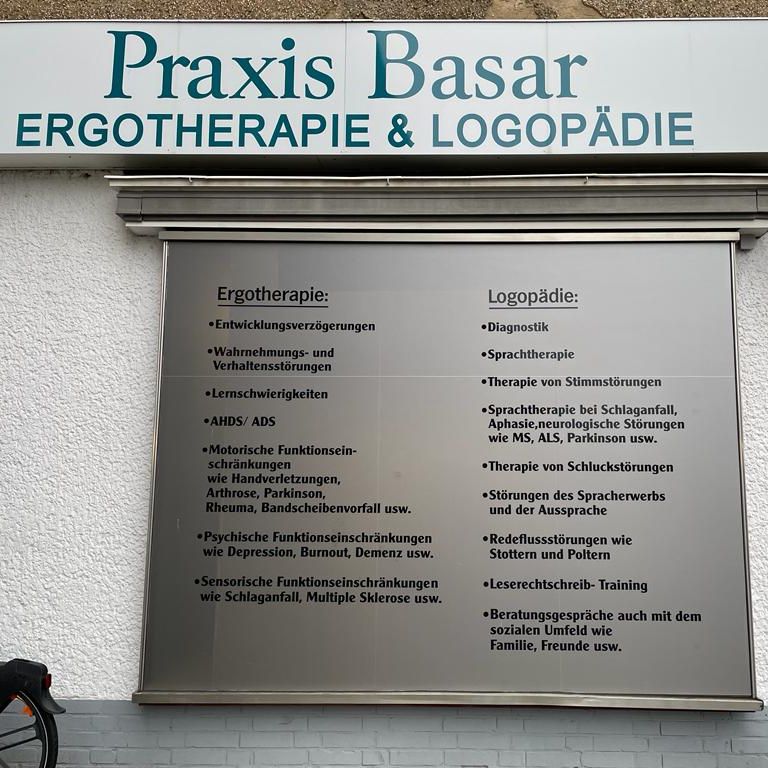 Praxis Basar
ERGOTHERAPIE & LOGOPÄDIE
Ergotherapie:
•Entwicklungsverzögerungen
•Wahrnehmungs- und
Verhaltensstörungen
•Lernschwierigkeiten
•AHDS/ ADS
•Motorische Funktionsein-
schränkungen
wie Handverletzungen,
Arthrose, Parkinson,
Rheuma, Bandscheibenvorfall usw.
•Psychische Funktionseinschränkungen
wie Depression, Burnout, Demenz usw.
•Sensorische Funktionseinschränkungen
wie Schlaganfall, Multiple Sklerose usw.
Logopädie:
•Diagnostik
•Sprachtherapie
•Therapie von Stimmstörungen
•Sprachtherapie bei Schlaganfall,
Aphasie,neurologische Störungen
wie MS, ALS, Parkinson usw.
•Therapie von Schluckstörungen
•Störungen des Spracherwerbs
und der Aussprache
•Redeflussstörungen wie
Stottern und Poltern
•Leserechtschreib- Training
•Beratungsgespräche auch mit dem
sozialen Umfeld wie
Familie, Freunde usw.